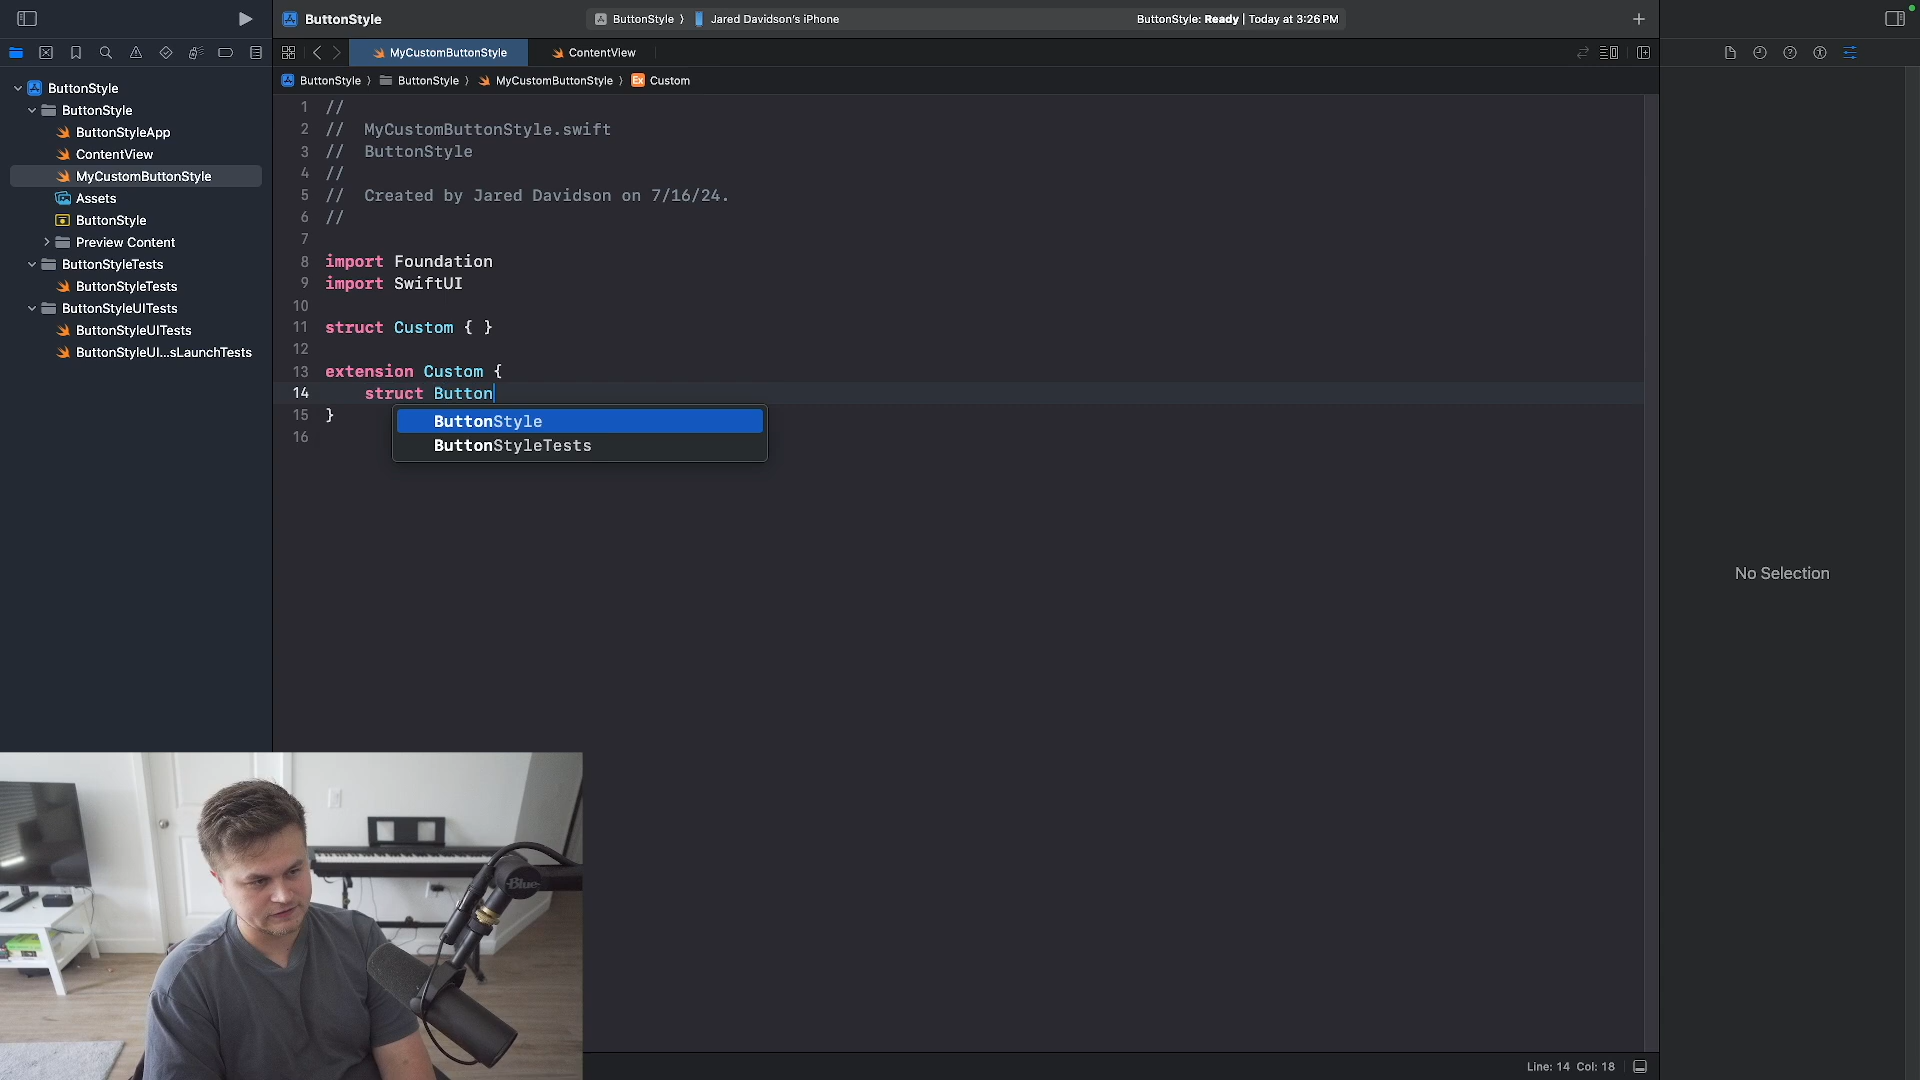 ButtonStyle
ButtonStyle 〉 Jared Davidson's iPhone
ButtonStyle: Ready | Today at 3:26 PM
MyCustomButtonStyle
ContentView
ButtonStyle 〉 ButtonStyle 〉 MyCustomButtonStyle 〉 Ex Custom
ButtonStyle
ButtonStyle
ButtonStyleApp
ContentView
MyCustomButtonStyle
Assets
ButtonStyle
Preview Content
ButtonStyleTests
ButtonStyleTests
ButtonStyleUITests
ButtonStyleUITests
ButtonStyleUI...sLaunchTests
1 //
2 //  MyCustomButtonStyle.swift
3 //  ButtonStyle
4 //
5 //  Created by Jared Davidson on 7/16/24.
6 //
7
8 import Foundation
9 import SwiftUI
10
11 struct Custom { }
12
13 extension Custom {
14     struct Button
15 }
16
ButtonStyle
ButtonStyleTests
No Selection
Blue
Line: 14 Col: 18